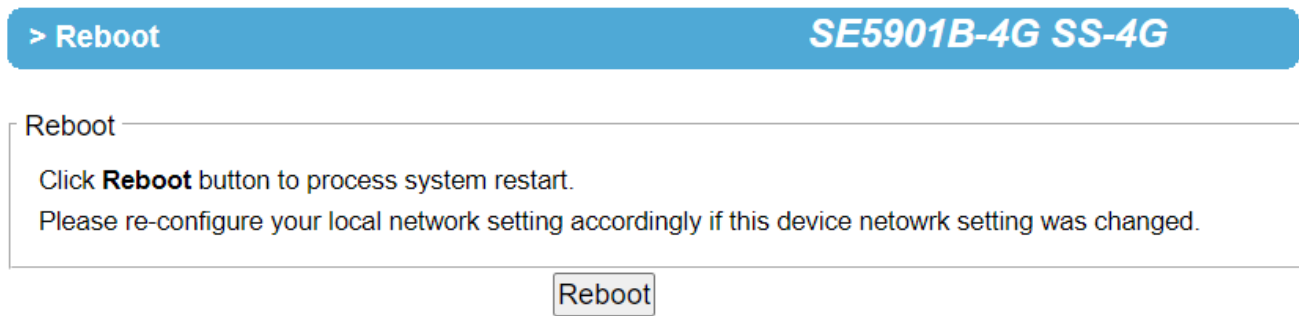 > Reboot SE5901B-4G SS-4G
Reboot
Click Reboot button to process system restart.
Please re-configure your local network setting accordingly if this device netowrk setting was changed.
Reboot